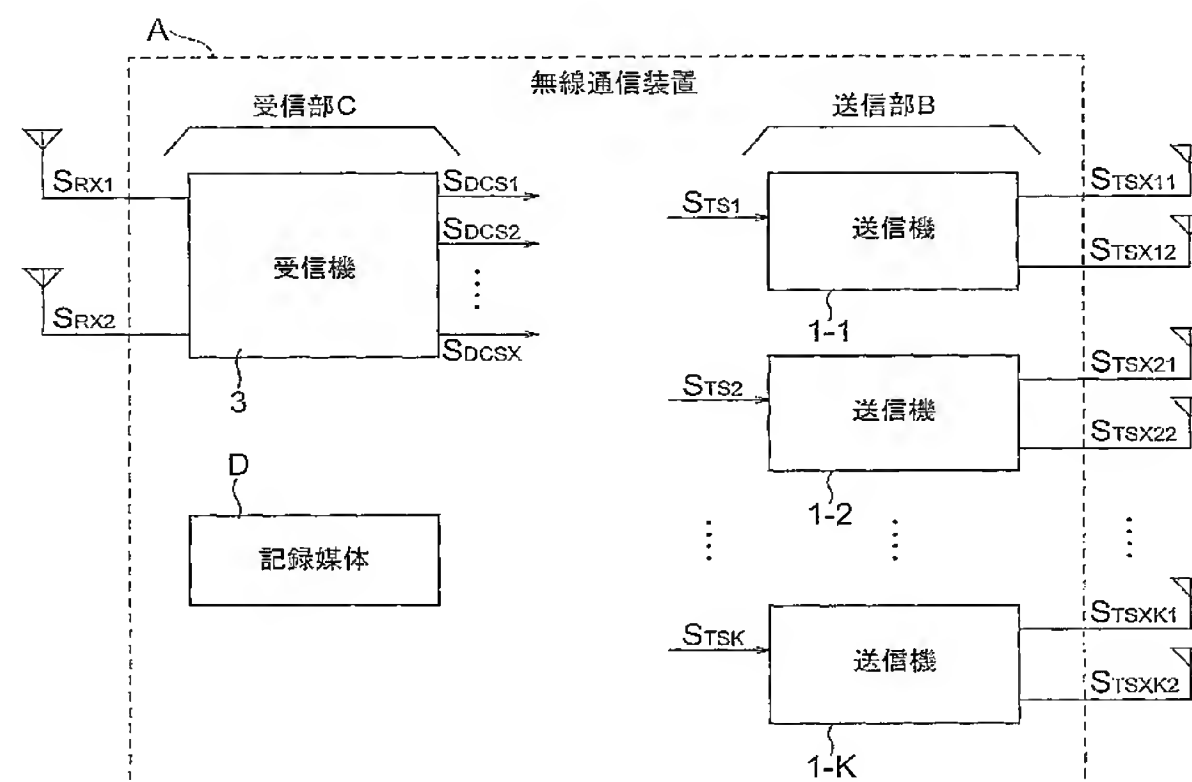 A
無線通信装置
受信部C
送信部B
SRX1
SRX2
受信機
3
SDCS1
SDCS2
SDCSX
D
記録媒体
STS1
送信機
1-1
STSX11
STSX12
STS2
送信機
1-2
STSX21
STSX22
STSK
送信機
1-K
STSXK1
STSXK2